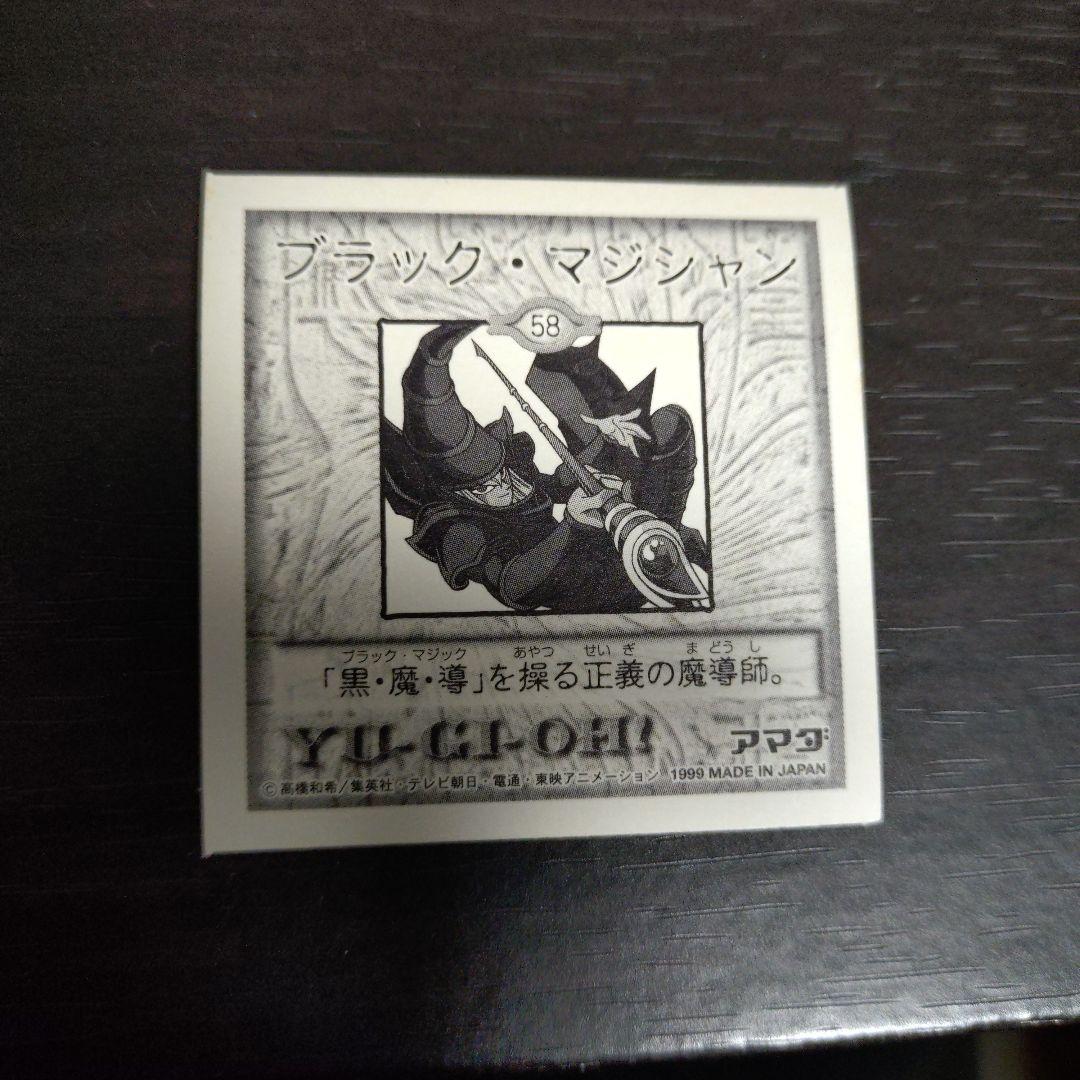 ブラック・マジシャン
58
ブラック・マジック あやつ せいぎ まどうし
「黒・魔・導」を操る正義の魔導師。
YU-GI-OH!
アマダ
©高橋和希／集英社・テレビ朝日・電通・東映アニメーション 1999 MADE IN JAPAN